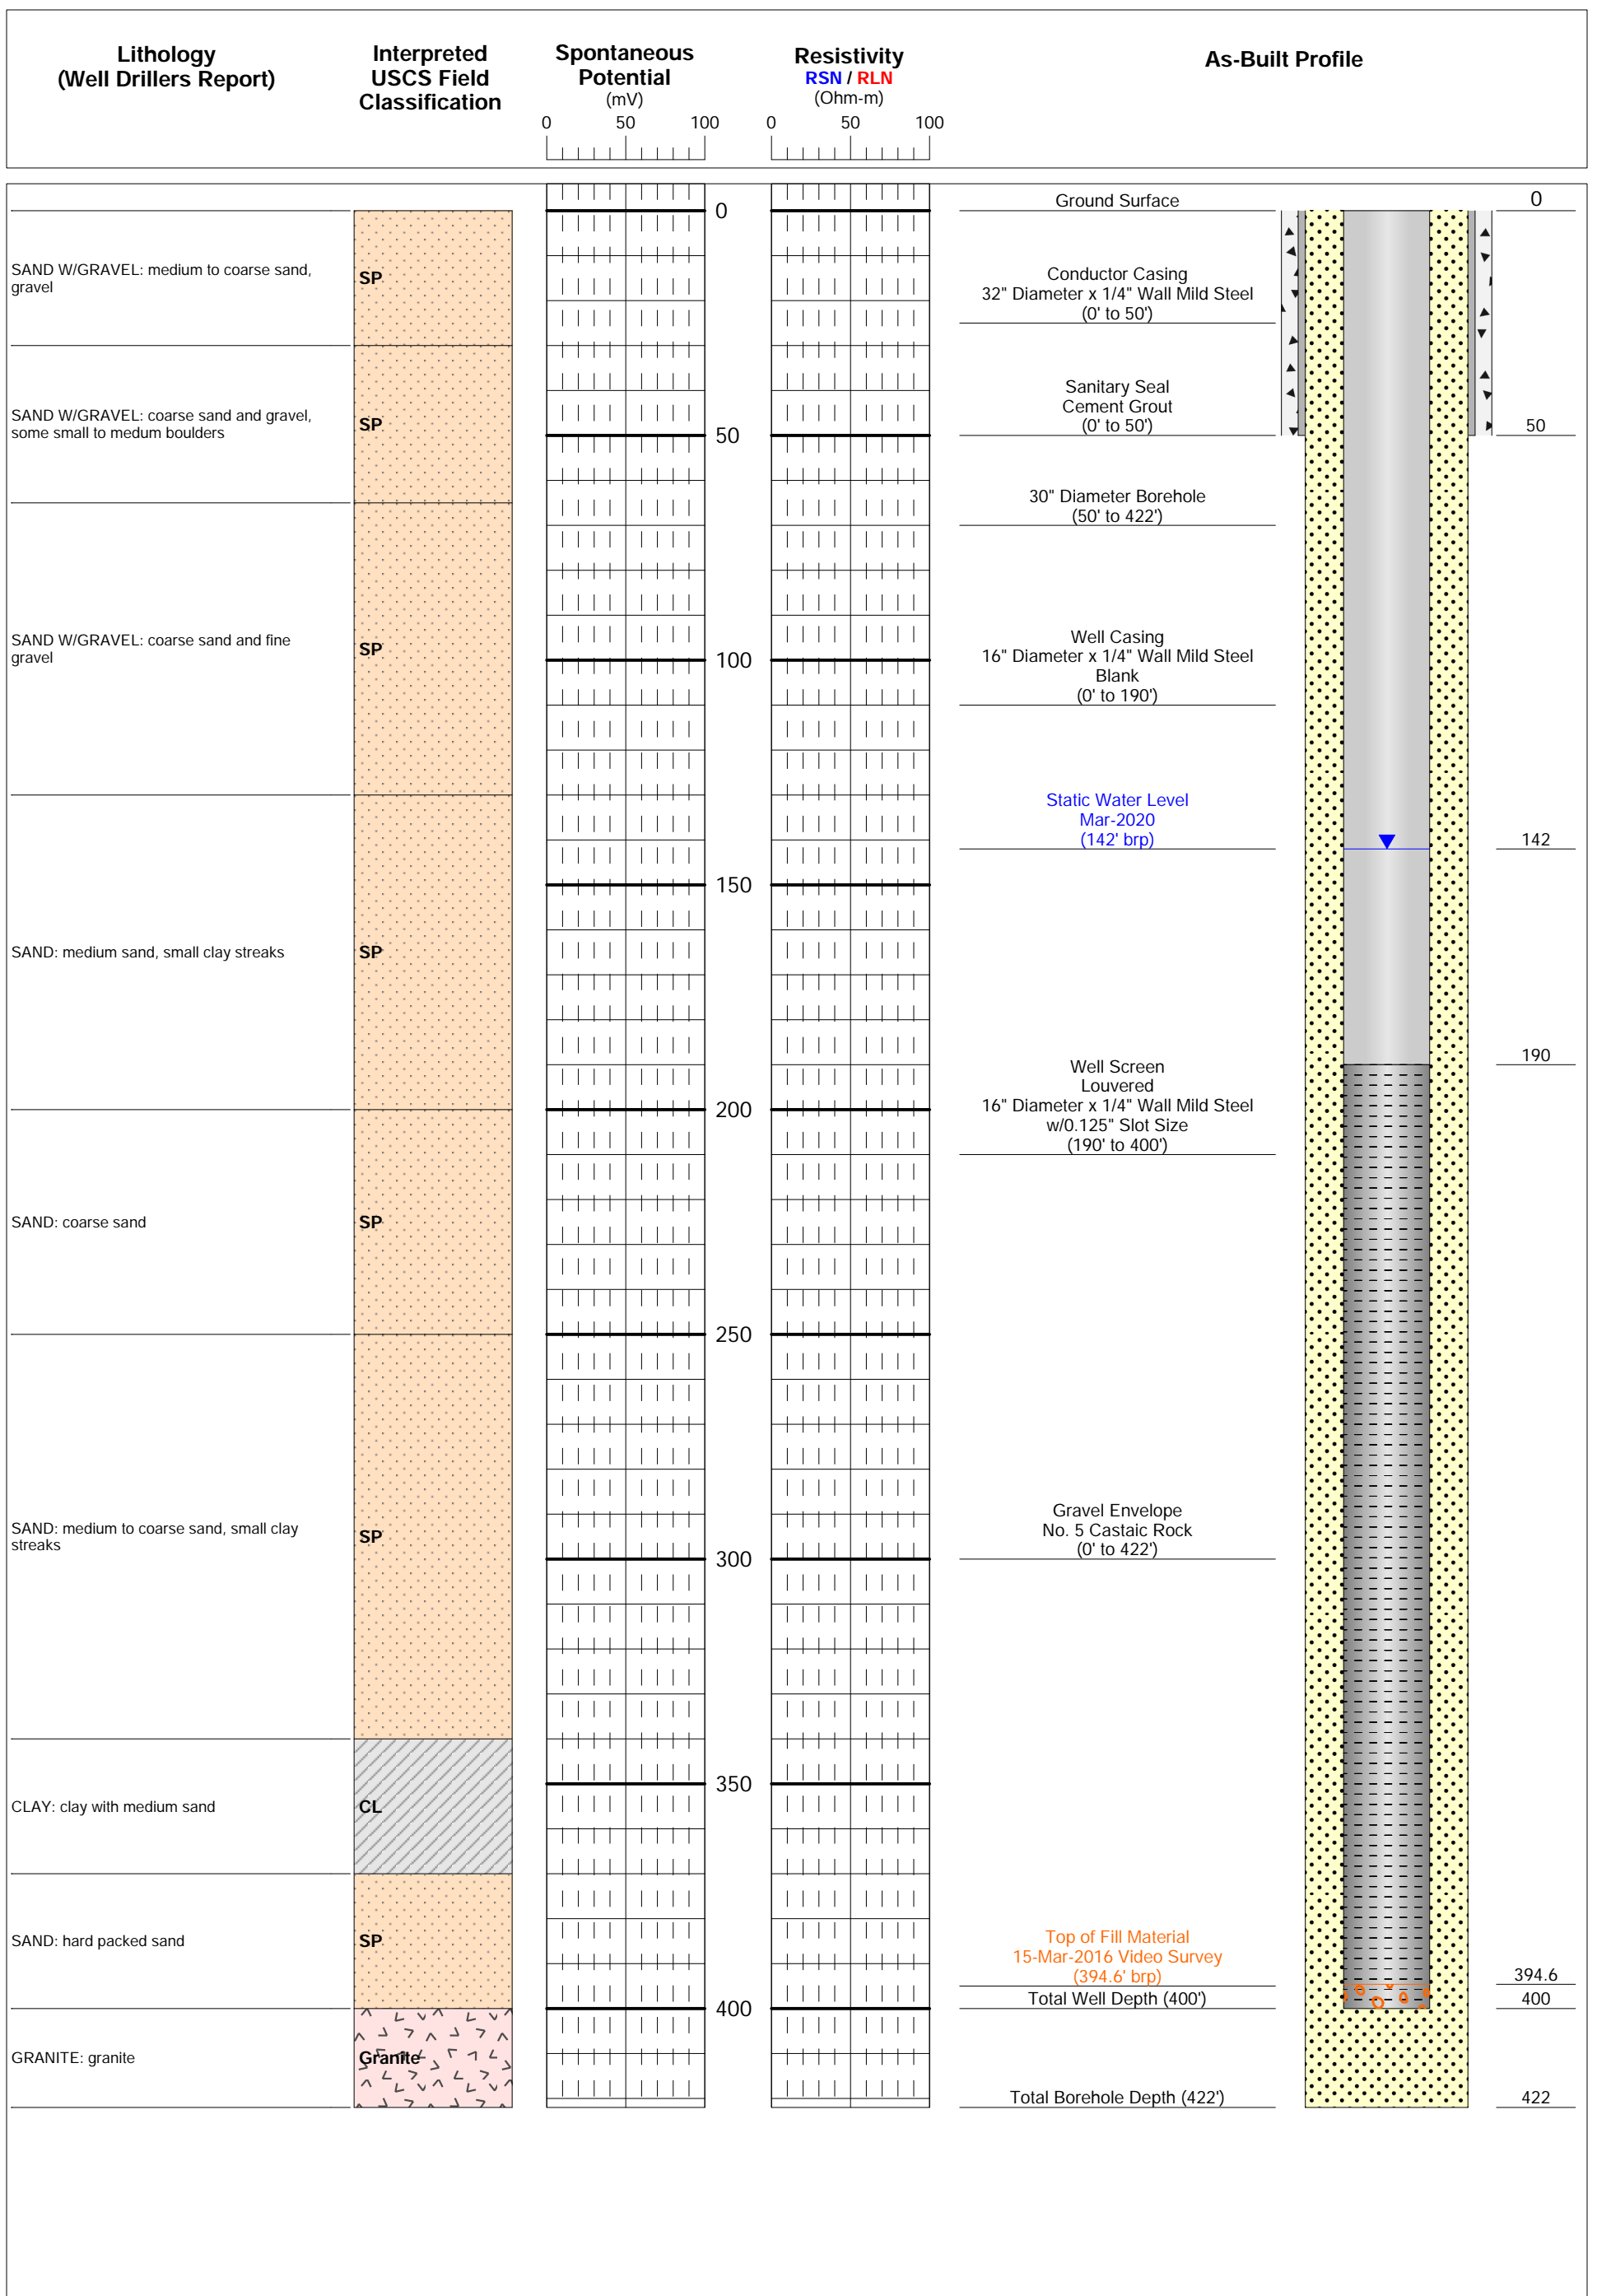 Lithology
(Well Drillers Report)
Interpreted
USCS Field
Classification
Spontaneous
Potential
(mV)
0 50 100
Resistivity
RSN / RLN
(Ohm-m)
0 50 100
As-Built Profile
0
Ground Surface
0
SAND W/GRAVEL: medium to coarse sand,
gravel
SP
Conductor Casing
32" Diameter x 1/4" Wall Mild Steel
(0' to 50')
SAND W/GRAVEL: coarse sand and gravel,
some small to medum boulders
SP
Sanitary Seal
Cement Grout
(0' to 50')
50
50
30" Diameter Borehole
(50' to 422')
SAND W/GRAVEL: coarse sand and fine
gravel
SP
100
Well Casing
16" Diameter x 1/4" Wall Mild Steel
Blank
(0' to 190')
Static Water Level
Mar-2020
(142' brp)
142
150
SAND: medium sand, small clay streaks
SP
190
Well Screen
Louvered
16" Diameter x 1/4" Wall Mild Steel
w/0.125" Slot Size
(190' to 400')
200
SAND: coarse sand
SP
250
SAND: medium to coarse sand, small clay
streaks
SP
Gravel Envelope
No. 5 Castaic Rock
(0' to 422')
300
350
CLAY: clay with medium sand
CL
SAND: hard packed sand
SP
Top of Fill Material
15-Mar-2016 Video Survey
(394.6' brp)
394.6
400
Total Well Depth (400')
400
GRANITE: granite
Granite
Total Borehole Depth (422')
422